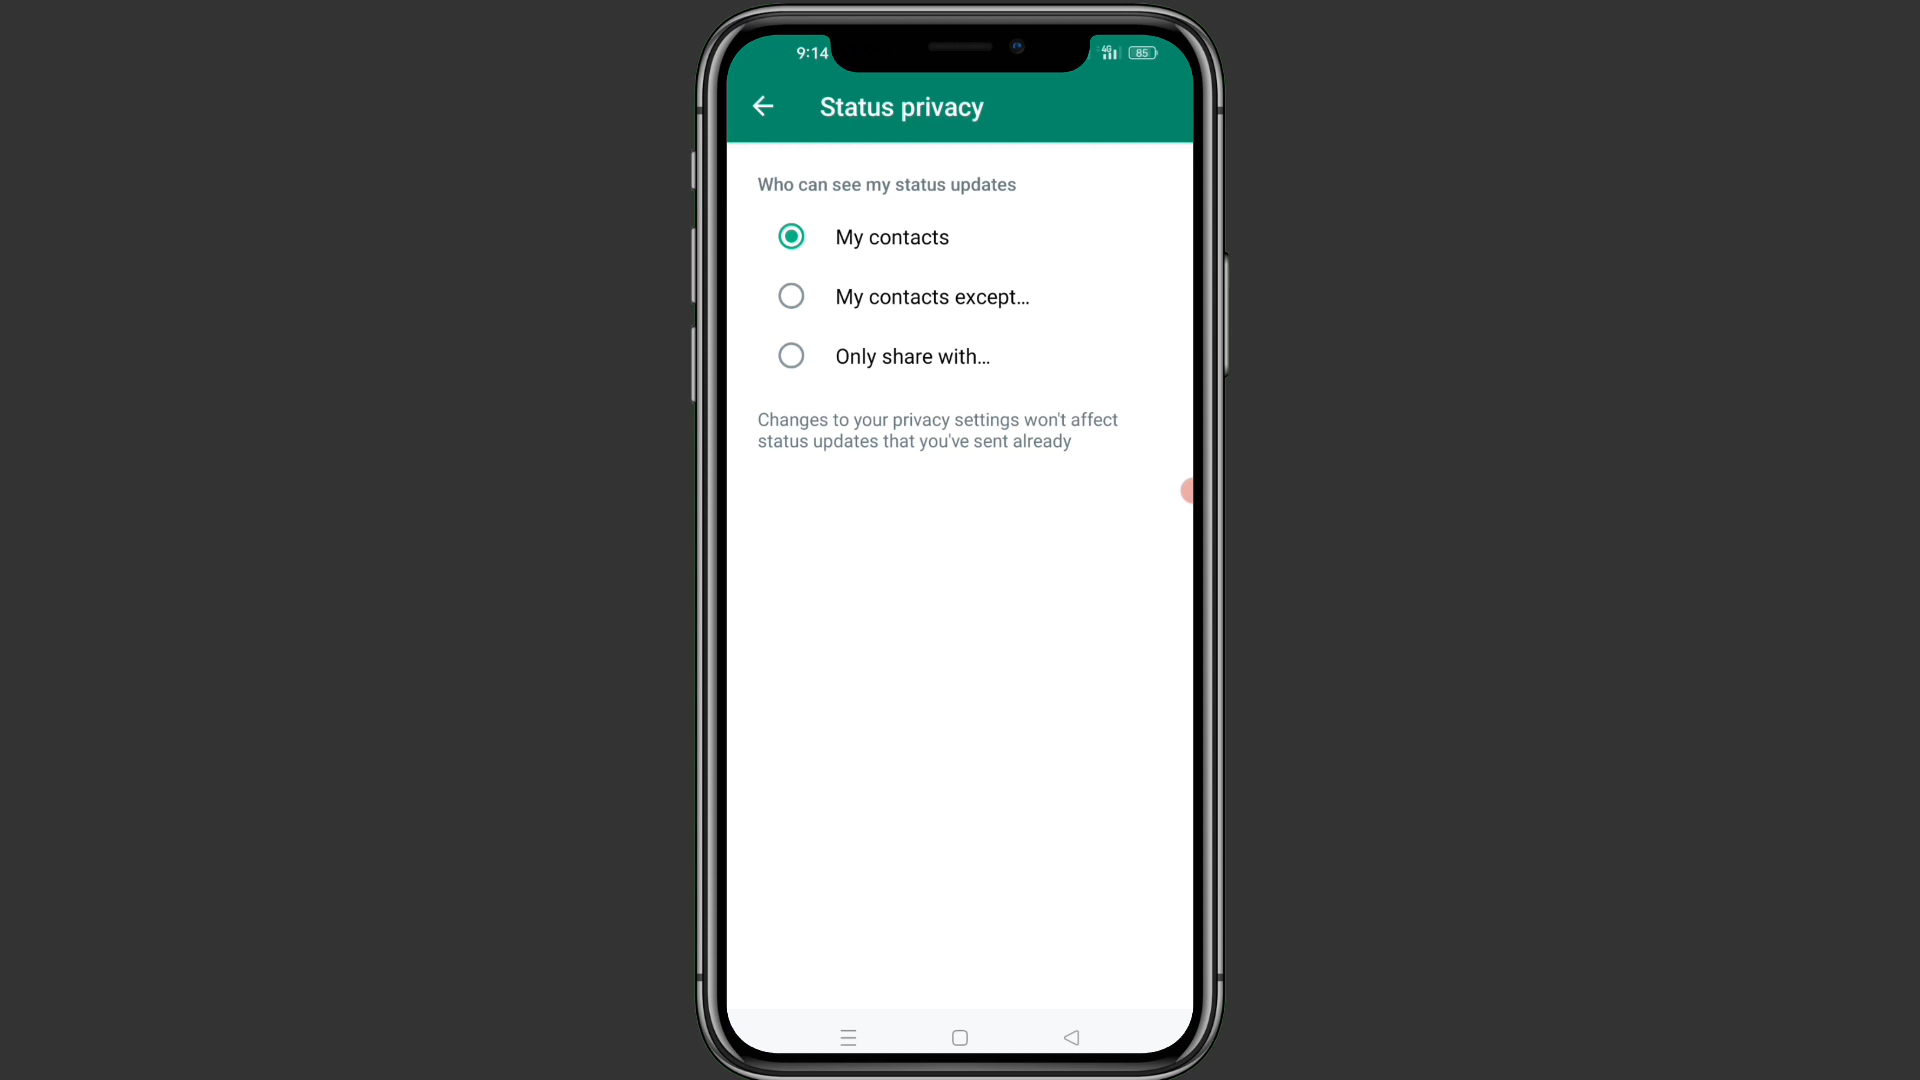 9:14
4G
85
Status privacy
Who can see my status updates
My contacts
My contacts except...
Only share with...
Changes to your privacy settings won't affect
status updates that you've sent already